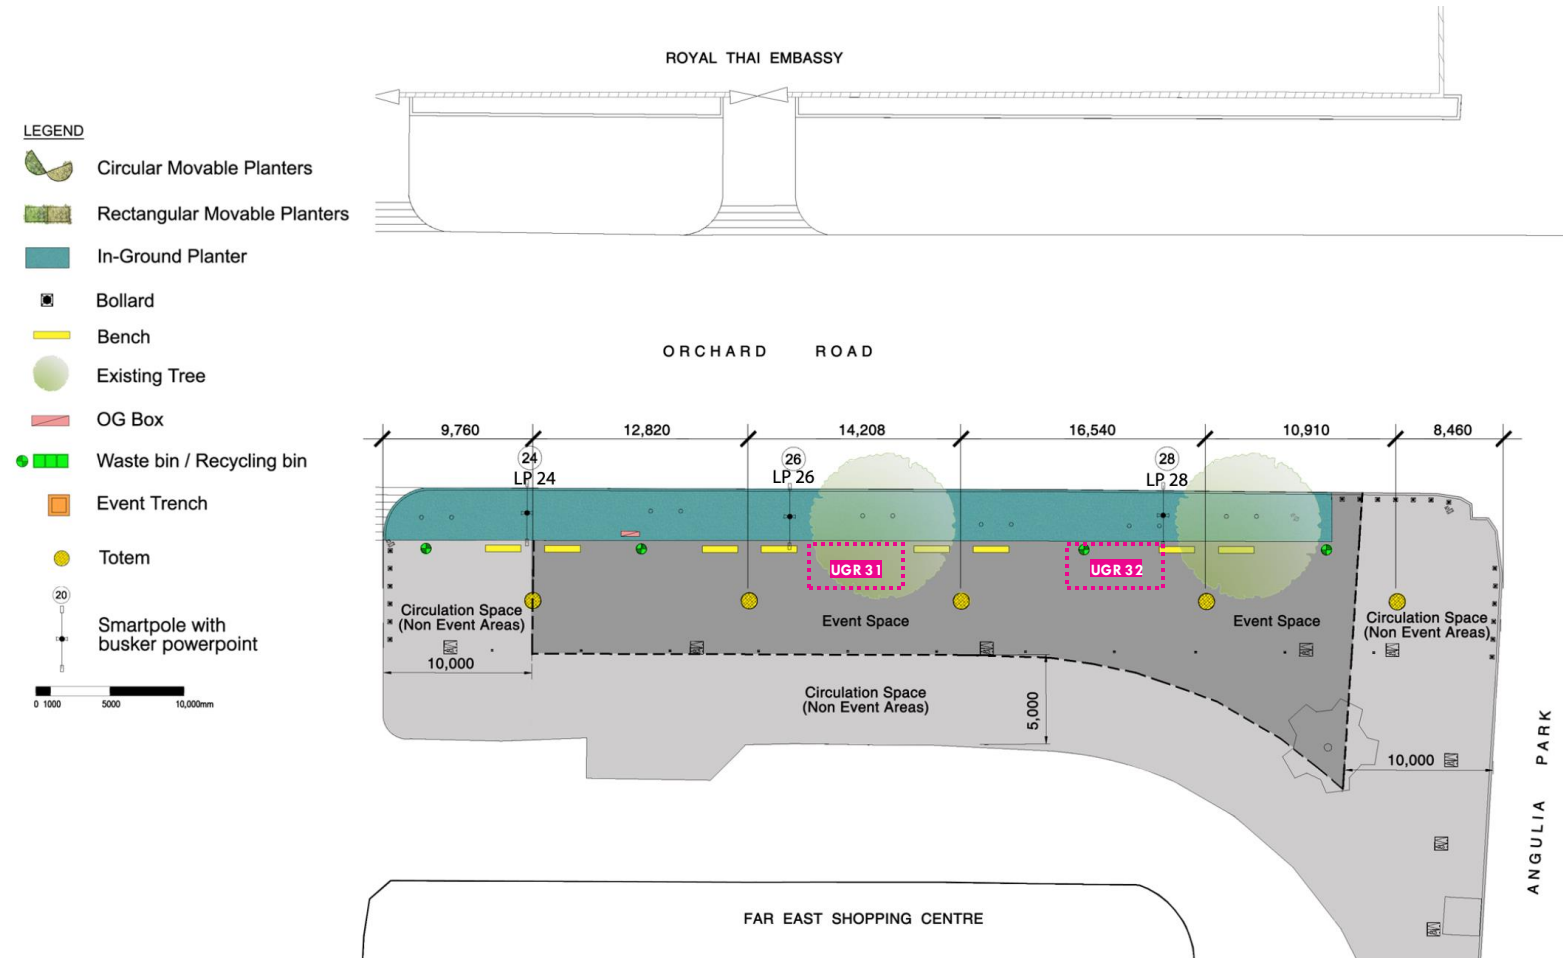 ROYAL THAI EMBASSY
LEGEND
Circular Movable Planters
Rectangular Movable Planters
In-Ground Planter
Bollard
Bench
Existing Tree
OG Box
Waste bin / Recycling bin
Event Trench
Totem
20
Smartpole with
busker powerpoint
0 1000 5000 10,000mm
ORCHARD ROAD
9,760 12,820 14,208 16,540 10,910 8,460
24 26 28
LP 24 LP 26 LP 28
UGR 31 UGR 32
Circulation Space
(Non Event Areas)
Event Space
Event Space
Circulation Space
(Non Event Areas)
10,000
Circulation Space
(Non Event Areas)
5,000
10,000
ANGULIA PARK
FAR EAST SHOPPING CENTRE